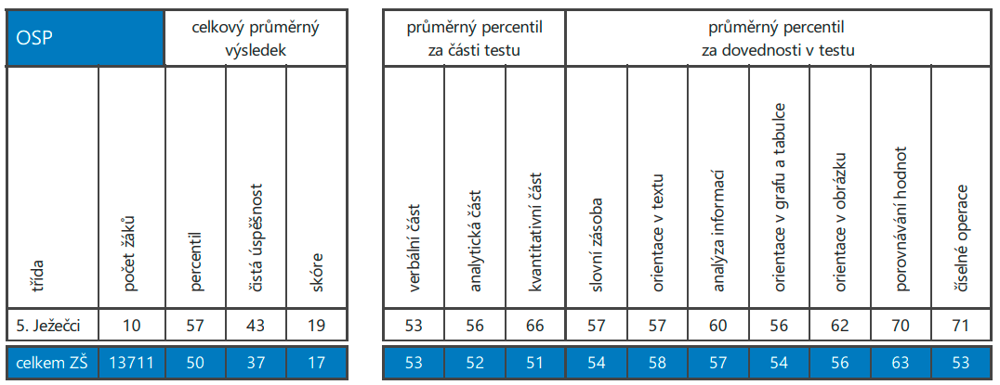 OSP
celkový průměrný
výsledek
průměrný percentil
za části testu
průměrný percentil
za dovednosti v testu
třída
počet žáků
percentil
čistá úspěšnost
skóre
verbální část
analytická část
kvantitativní část
slovní zásoba
orientace v textu
analýza informací
orientace v grafu a tabulce
orientace v obrázku
porovnávání hodnot
číselné operace
5. Ježečci 10 57 43 19 53 56 66 57 57 60 56 62 70 71
celkem ZŠ 13711 50 37 17 53 52 51 54 58 57 54 56 63 53